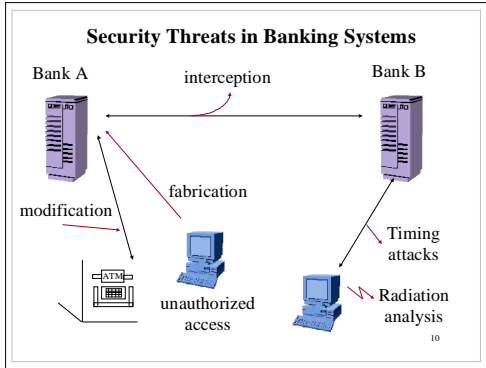 Security Threats in Banking Systems
Bank A
interception
Bank B
fabrication
modification
Timing
attacks
ATM
unauthorized
access
Radiation
analysis
10